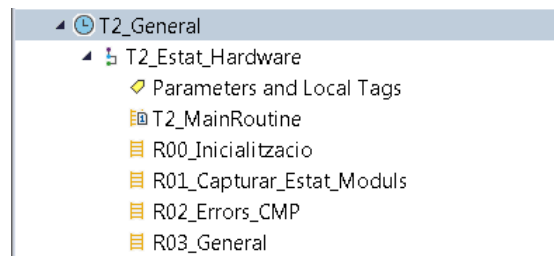 T2_General
T2_Estat_Hardware
Parameters and Local Tags
T2_MainRoutine
R00_Inicialitzacio
R01_Capturar_Estat_Moduls
R02_Errors_CMP
R03_General